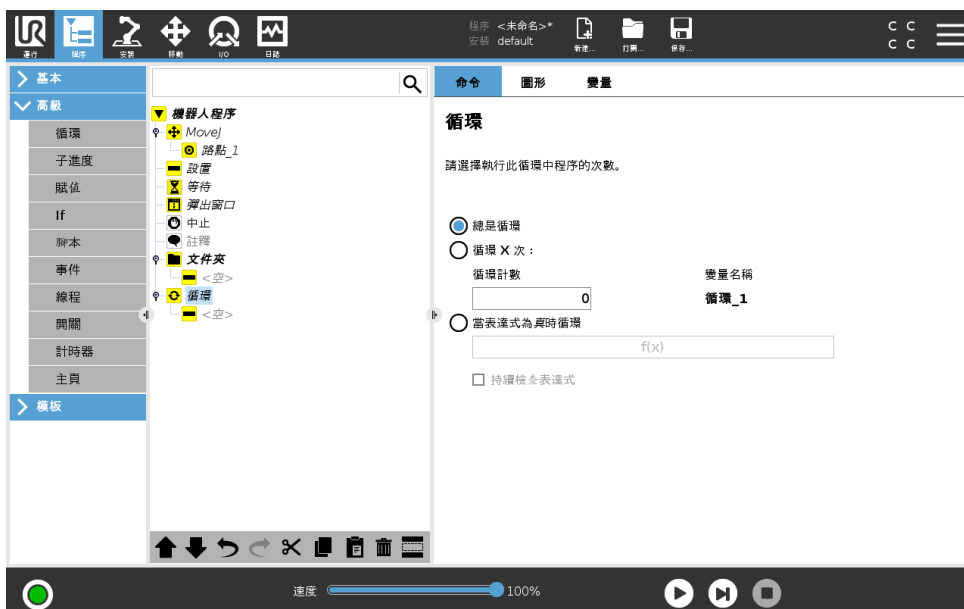 運行
程序
安裝
移動
I/O
日誌
程序 <未命名>*
安裝 default
新建...
打開...
保存...
C C
C C
基本
高級
循環
子進度
賦值
If
腳本
事件
線程
開關
計時器
主頁
模板
機器人程序
MoveJ
路點_1
設置
等待
彈出窗口
中止
註釋
文件夾
<空>
循環
<空>
命令
圖形
變量
循環
請選擇執行此循環中程序的次數。
總是循環
循環 X 次：
循環計數
變量名稱
0
循環_1
當表達式為真時循環
f(x)
持續檢查表達式
速度
100%